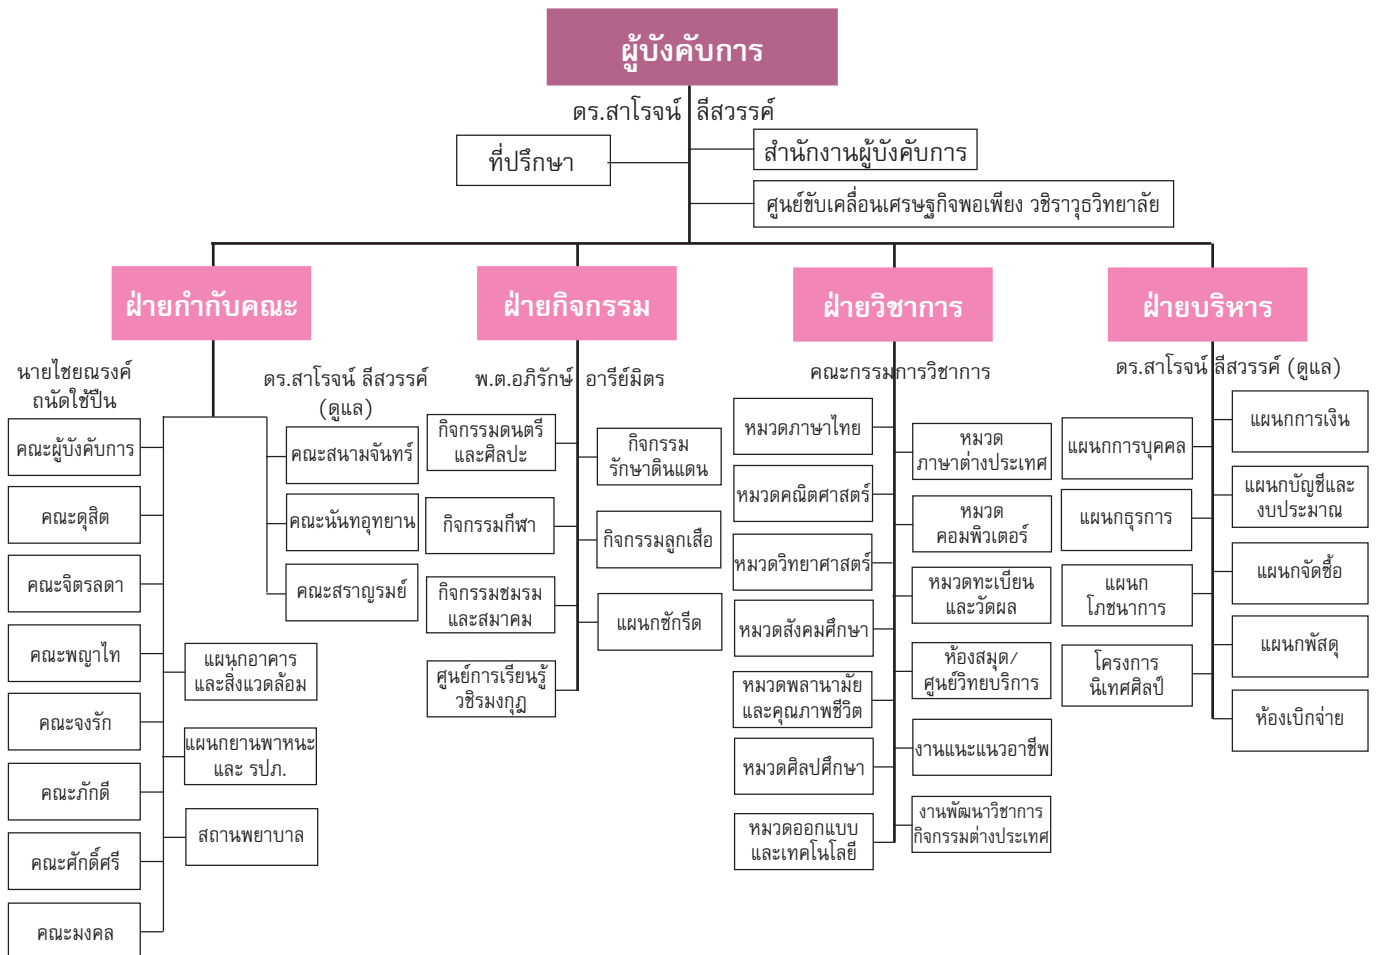 ผู้บังคับการ
ดร.สาโรจน์ ลีสวรรค์
ที่ปรึกษา
สำนักงานผู้บังคับการ
ศูนย์ขับเคลื่อนเศรษฐกิจพอเพียง วชิราวุธวิทยาลัย
ฝ่ายกำกับคณะ
นายไชยณรงค์
ถนัดใช้ปืน
ดร.สาโรจน์ ลีสวรรค์
(ดูแล)
คณะผู้บังคับการ
คณะดุสิต
คณะจิตรลดา
คณะพญาไท
คณะจงรัก
คณะภักดี
คณะศักดิ์ศรี
คณะมงคล
คณะสนามจันทร์
คณะนันทอุทยาน
คณะสราญรมย์
แผนกอาคาร
และสิ่งแวดล้อม
แผนกยานพาหนะ
และ รปภ.
สถานพยาบาล
ฝ่ายกิจกรรม
พ.ต.อภิรักษ์ อารีย์มิตร
กิจกรรมดนตรี
และศิลปะ
กิจกรรมกีฬา
กิจกรรมชมรม
และสมาคม
ศูนย์การเรียนรู้
วชิรมงกุฎ
กิจกรรม
รักษาดินแดน
กิจกรรมลูกเสือ
แผนกซักรีด
ฝ่ายวิชาการ
คณะกรรมการวิชาการ
หมวดภาษาไทย
หมวดคณิตศาสตร์
หมวดวิทยาศาสตร์
หมวดสังคมศึกษา
หมวดพลานามัย
และคุณภาพชีวิต
หมวดศิลปศึกษา
หมวดออกแบบ
และเทคโนโลยี
หมวด
ภาษาต่างประเทศ
หมวด
คอมพิวเตอร์
หมวดทะเบียน
และวัดผล
ห้องสมุด/
ศูนย์วิทยบริการ
งานแนะแนวอาชีพ
งานพัฒนาวิชาการ
กิจกรรมต่างประเทศ
ฝ่ายบริหาร
ดร.สาโรจน์ ลีสวรรค์ (ดูแล)
แผนกการบุคคล
แผนกธุรการ
แผนก
โภชนาการ
โครงการ
นิเทศศิลป์
แผนกการเงิน
แผนกบัญชีและ
งบประมาณ
แผนกจัดซื้อ
แผนกพัสดุ
ห้องเบิกจ่าย